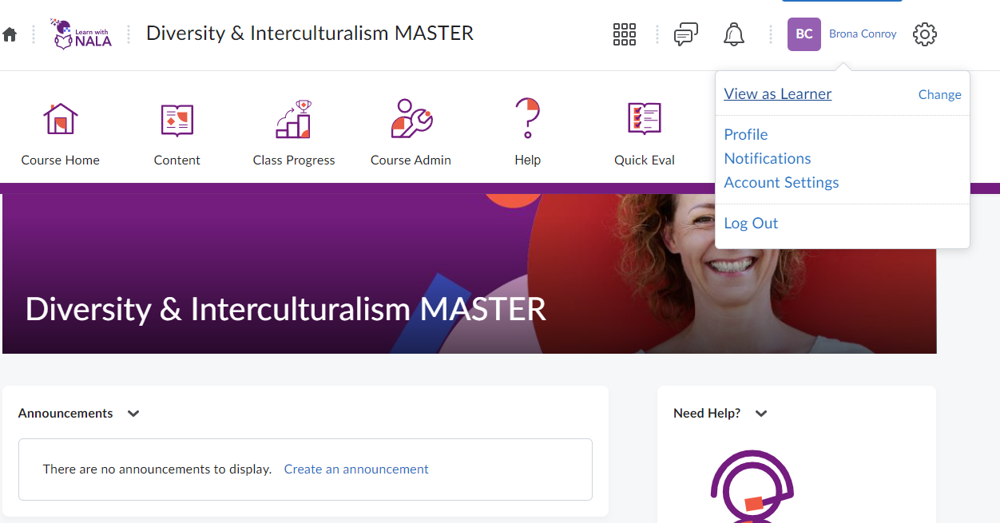 Learn with
NALA
Diversity & Interculturalism MASTER
BC
Brona Conroy
View as Learner
Change
Profile
Notifications
Account Settings
Log Out
Course Home
Content
Class Progress
Course Admin
Help
Quick Eval
Diversity & Interculturalism MASTER
Announcements
There are no announcements to display. Create an announcement
Need Help?